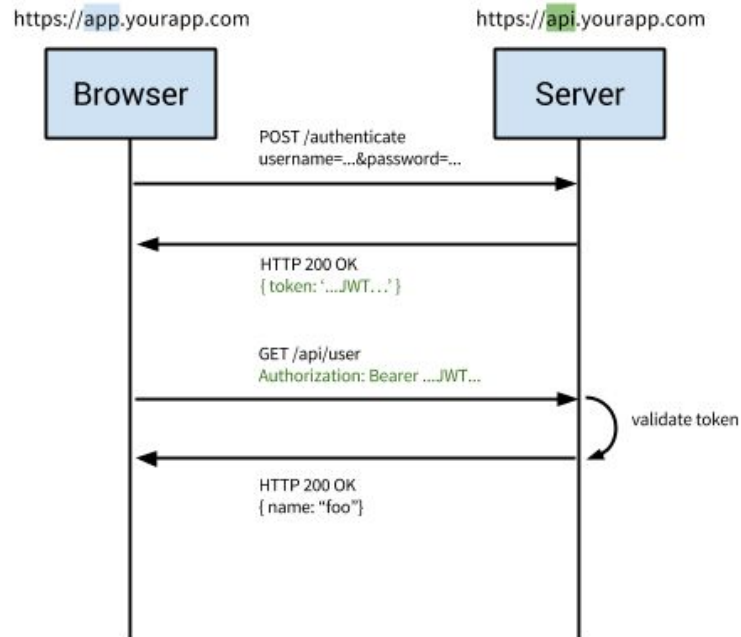 https://app.yourapp.com
https://api.yourapp.com
Browser
Server
POST /authenticate
username=...&password=...
HTTP 200 OK
{ token: ‘...JWT...’ }
GET /api/user
Authorization: Bearer ...JWT...
validate token
HTTP 200 OK
{ name: “foo”}